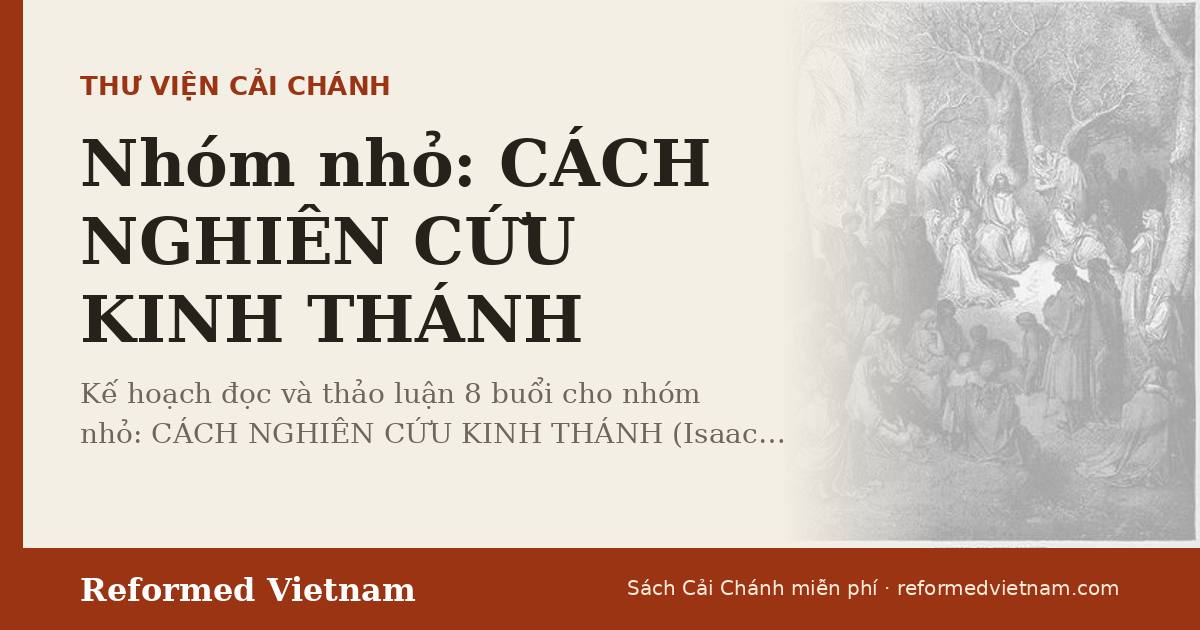 THƯ VIỆN CẢI CHÁNH
Nhóm nhỏ: CÁCH
NGHIÊN CỨU
KINH THÁNH
Kế hoạch đọc và thảo luận 8 buổi cho nhóm
nhỏ: CÁCH NGHIÊN CỨU KINH THÁNH (Isaac...
Reformed Vietnam
Sách Cải Chánh miễn phí · reformedvietnam.com